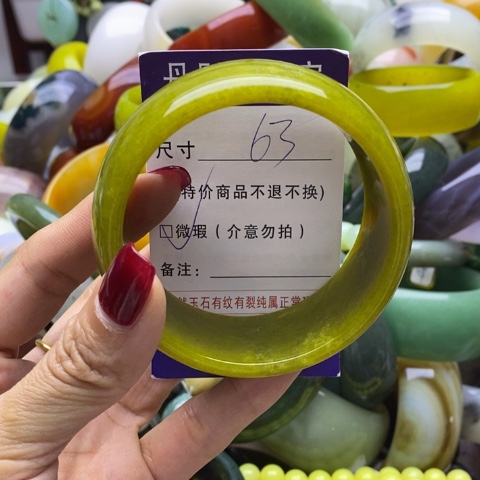 尺寸 63
特价商品不退不换)
□微瑕(介意勿拍)
备注:
玉石有纹有裂纯属正常